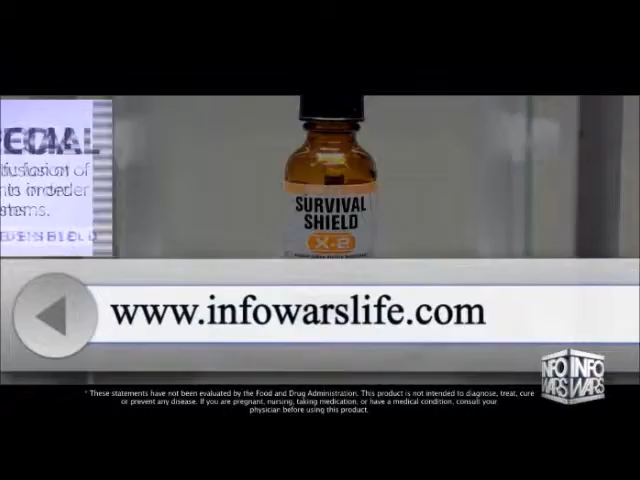 SURVIVAL
SHIELD
X-2
www.infowarslife.com
INFO
WARS
* These statements have not been evaluated by the Food and Drug Administration. This product is not intended to diagnose, treat, cure
or prevent any disease. If you are pregnant, nursing, taking medication, or have a medical condition, consult your
physician before using this product.